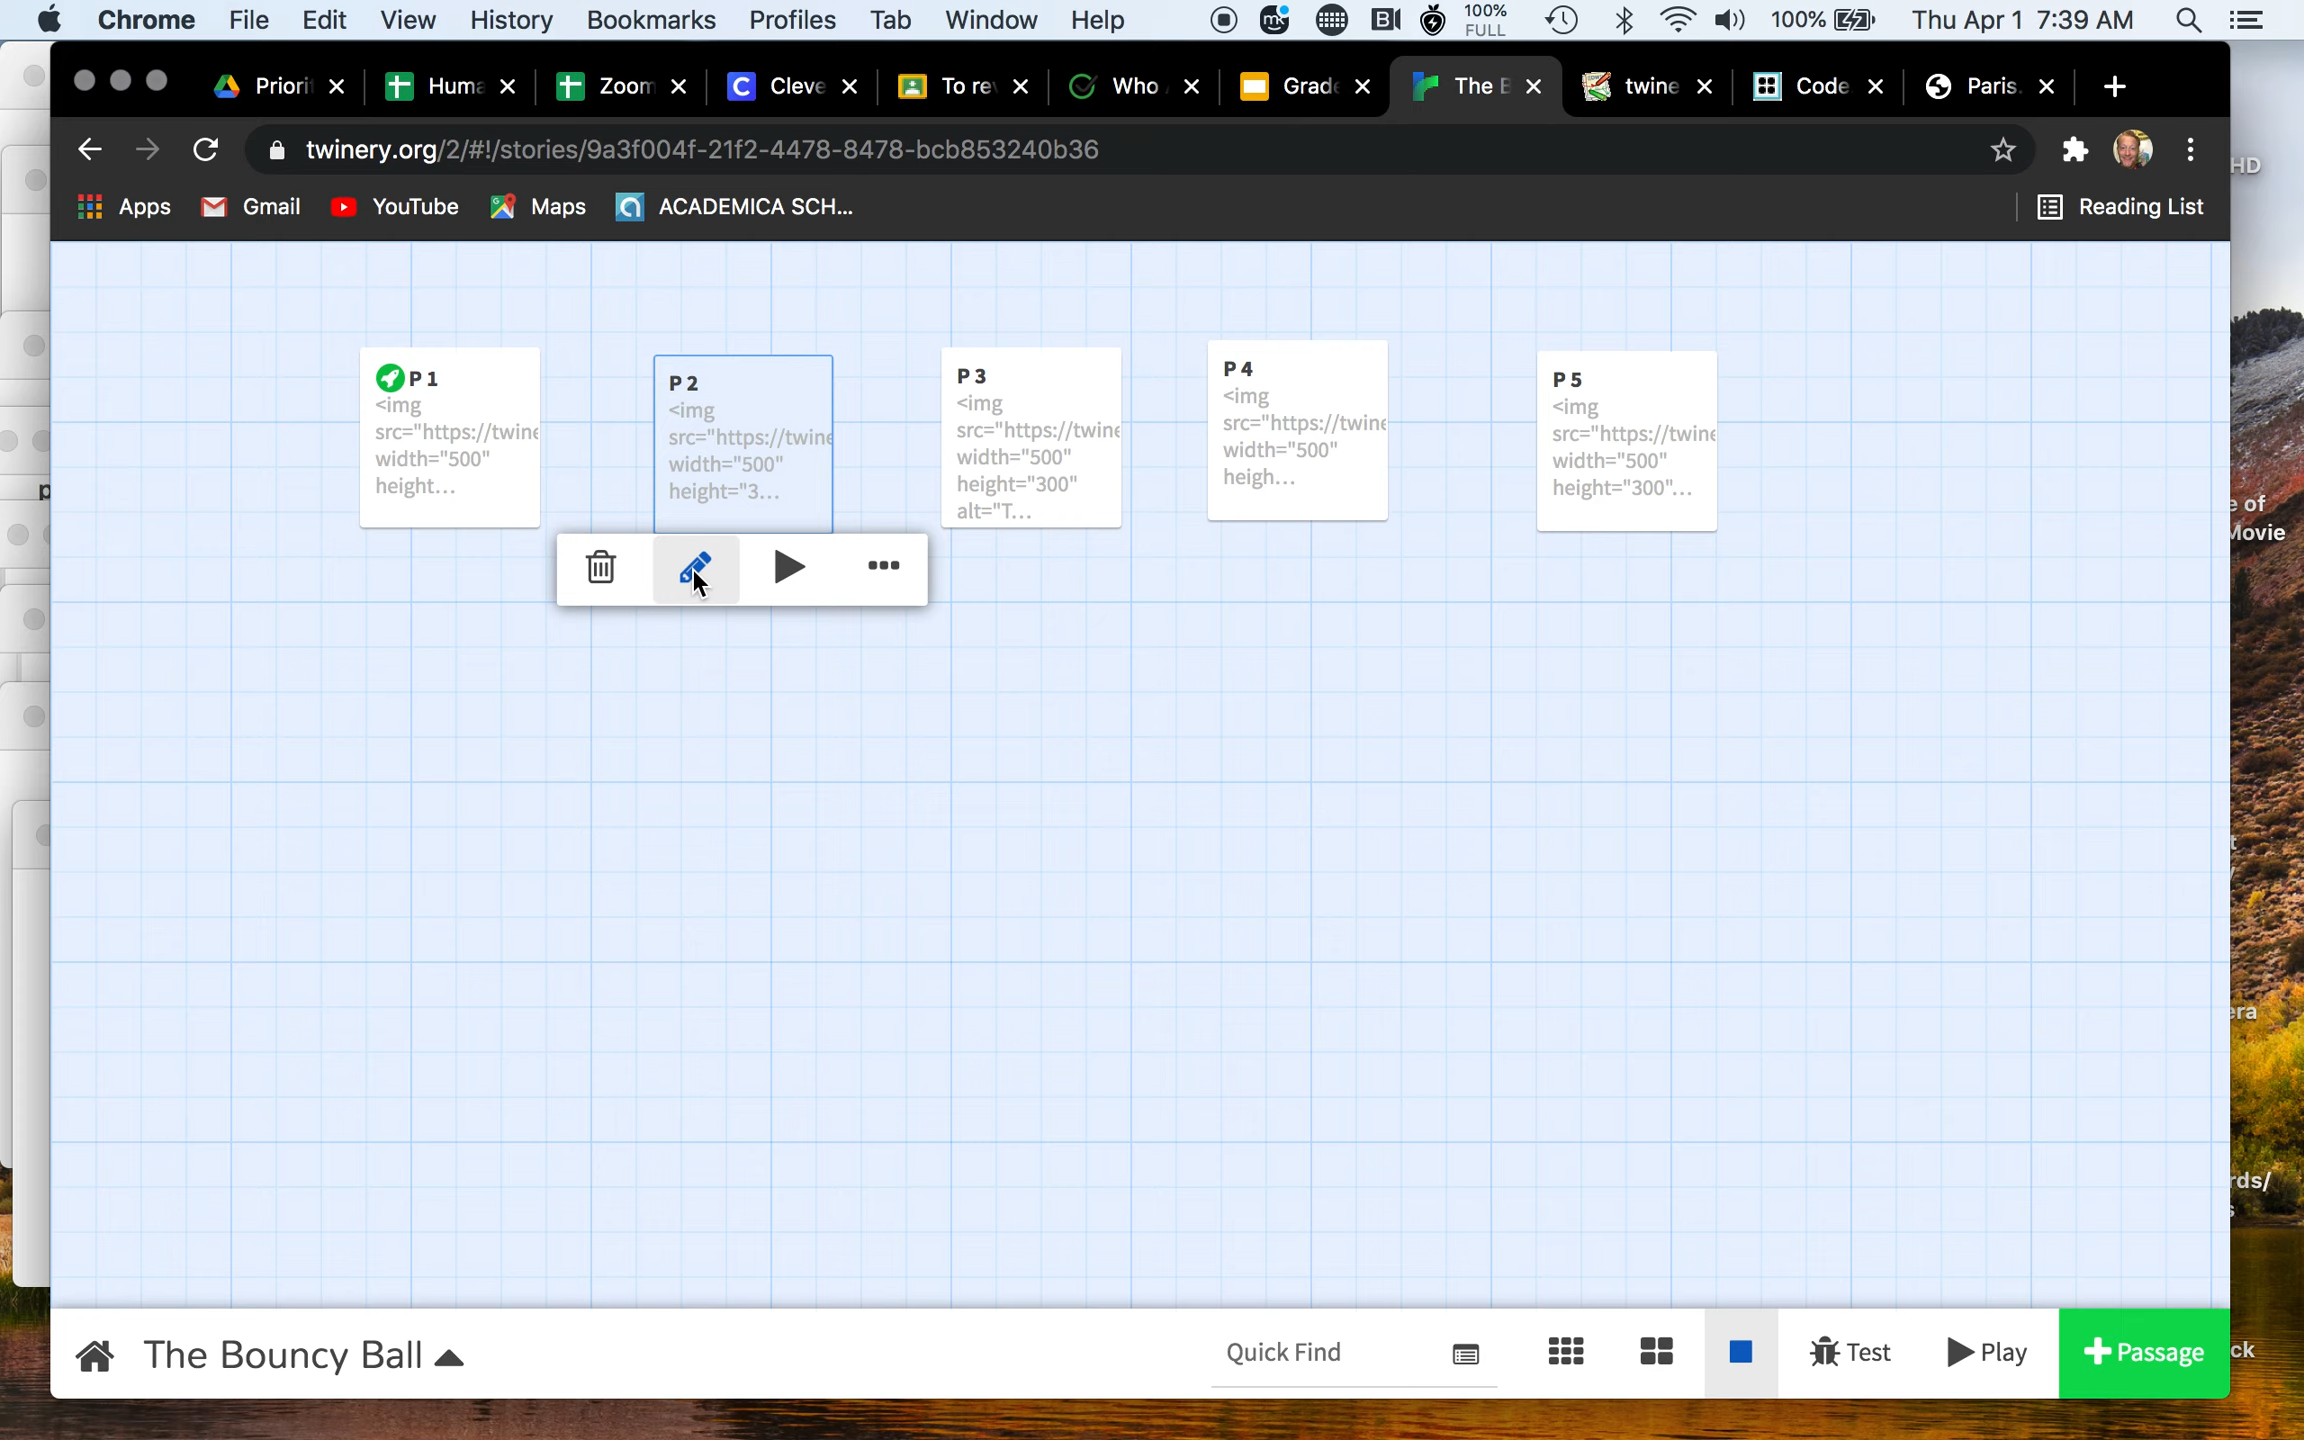 Chrome File Edit View History Bookmarks Profiles Tab Window Help 100% FULL 100% Thu Apr 1 7:39 AM
Priori Huma Zoom Cleve To re Who Grade The B twine Code Paris.
twinery.org/2/#!/stories/9a3f004f-21f2-4478-8478-bcb853240b36
HD
Apps Gmail YouTube Maps ACADEMICA SCH... Reading List
P 1
<img
src="https://twine
width="500"
height...
P 2
<img
src="https://twine
width="500"
height="3...
P 3
<img
src="https://twine
width="500"
height="300"
alt="T...
P 4
<img
src="https://twine
width="500"
heigh...
P 5
<img
src="https://twine
width="500"
height="300"...
e of
Movie
era
rds/
s
ck
The Bouncy Ball Quick Find Test Play Passage